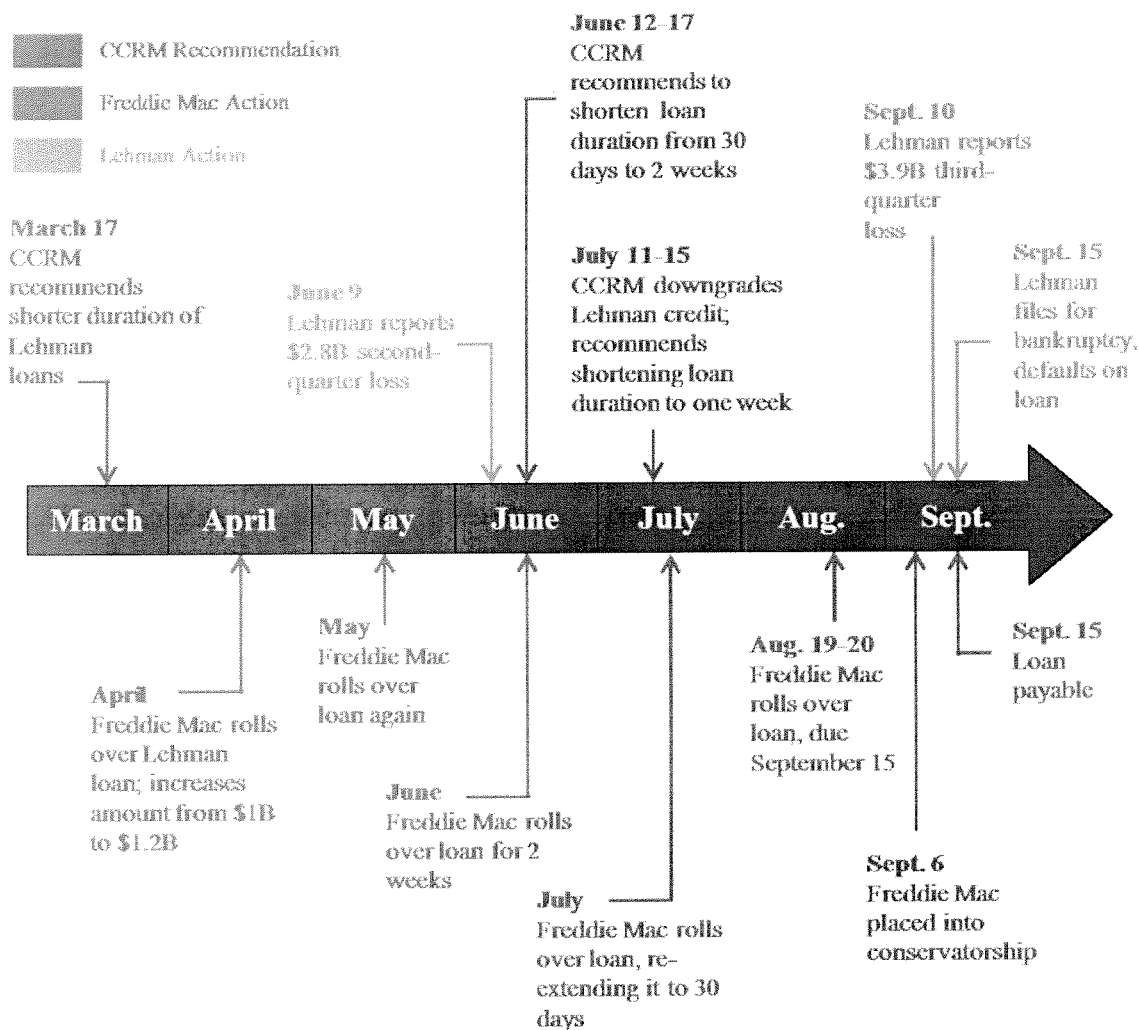 CCRM Recommendation
Freddie Mac Action
Lehman Action
March 17
CCRM
recommends
shorter duration of
Lehman
loans
June 9
Lehman reports
$2.8B second-
quarter loss
June 12-17
CCRM
recommends to
shorten loan
duration from 30
days to 2 weeks
July 11-15
CCRM downgrades
Lehman credit;
recommends
shortening loan
duration to one week
Sept. 10
Lehman reports
$3.9B third-
quarter
loss
Sept. 15
Lehman
files for
bankruptcy,
defaults on
loan
March
April
May
June
July
Aug.
Sept.
April
Freddie Mac rolls
over Lehman
loan; increases
amount from $1B
to $1.2B
May
Freddie Mac
rolls over
loan again
June
Freddie Mac rolls
over loan for 2
weeks
July
Freddie Mac rolls
over loan, re-
extending it to 30
days
Aug. 19-20
Freddie Mac
rolls over
loan, due
September 15
Sept. 6
Freddie Mac
placed into
conservatorship
Sept. 15
Loan
payable